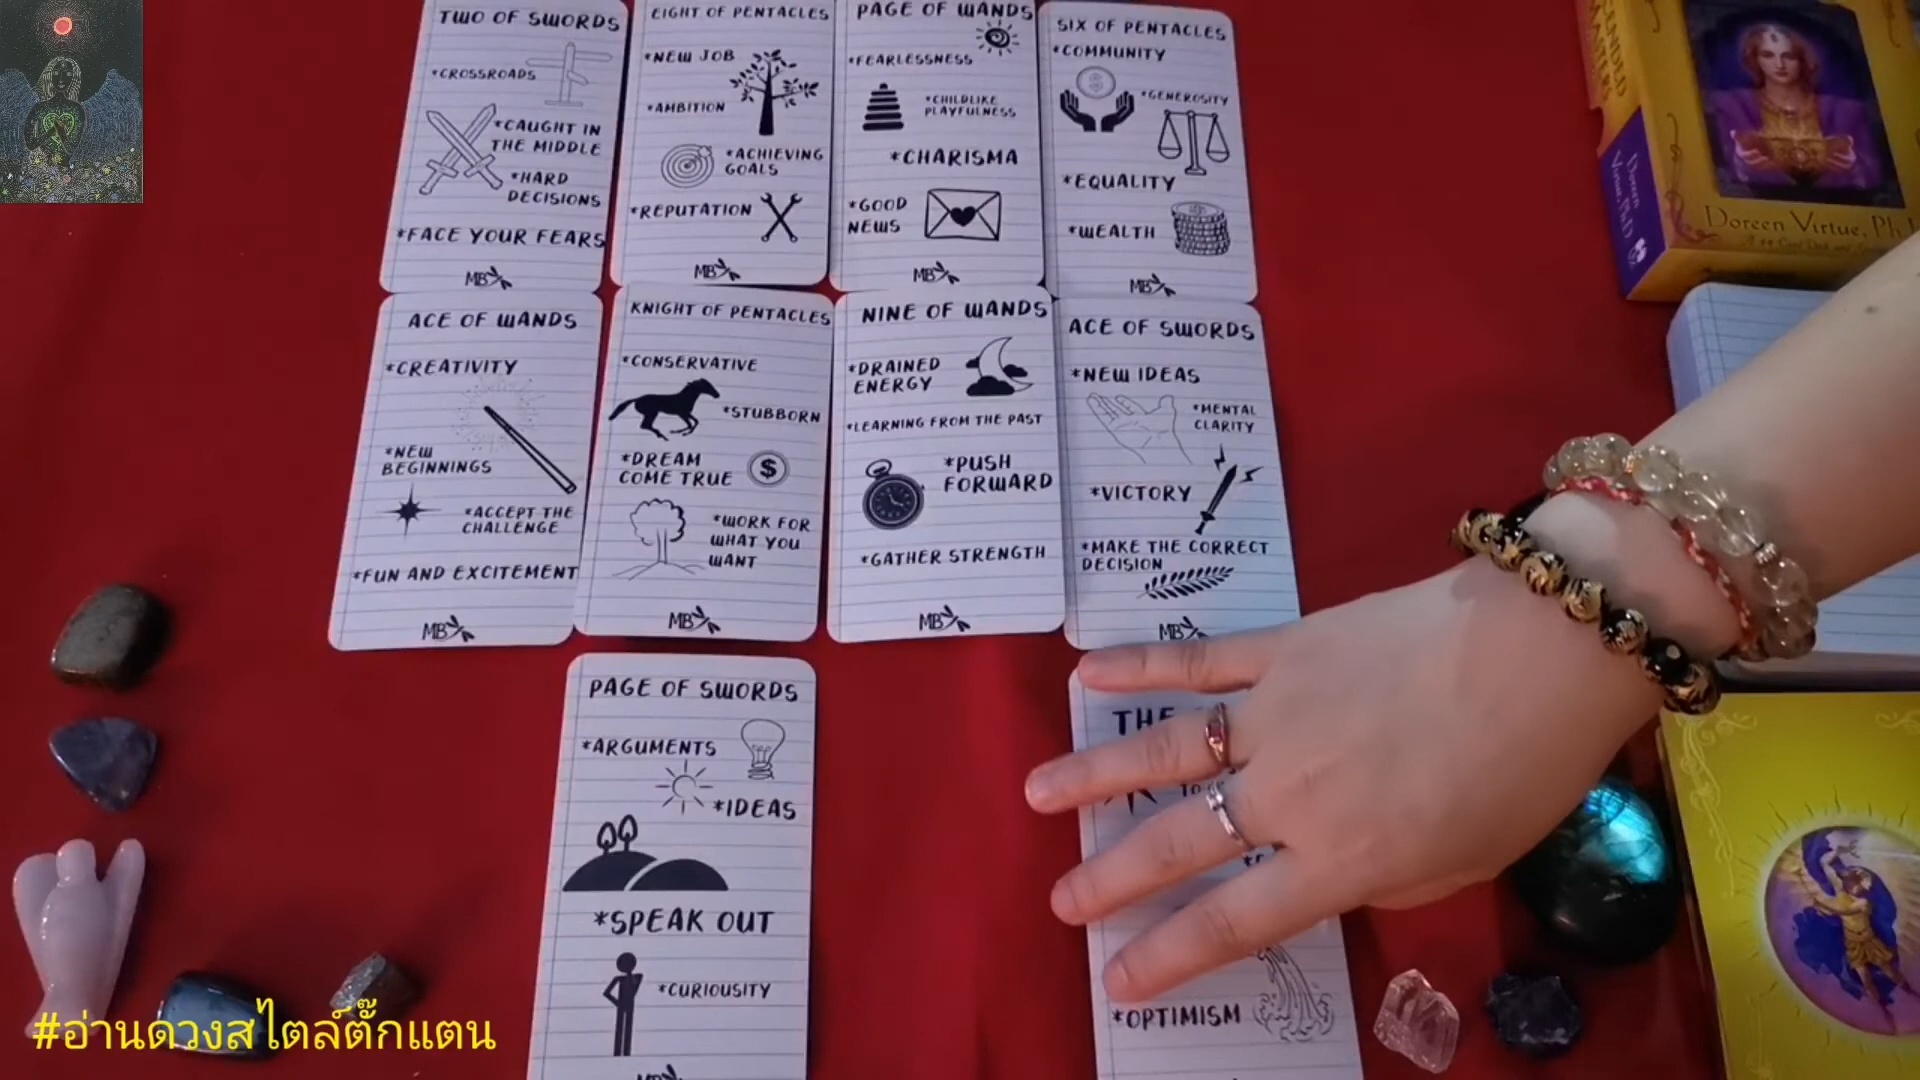 TWO OF SWORDS
*CROSSROADS
*CAUGHT IN
THE MIDDLE
*HARD
DECISIONS
*FACE YOUR FEARS
MB
EIGHT OF PENTACLES
*NEW JOB
*AMBITION
*ACHIEVING
GOALS
*REPUTATION
MB
PAGE OF WANDS
*FEARLESSNESS
*CHILDLIKE
PLAYFULNESS
*CHARISMA
*GOOD
NEWS
MB
SIX OF PENTACLES
*COMMUNITY
*GENEROSITY
*EQUALITY
*WEALTH
MB
ACE OF WANDS
*CREATIVITY
*NEW
BEGINNINGS
*ACCEPT THE
CHALLENGE
*FUN AND EXCITEMENT
MB
KNIGHT OF PENTACLES
*CONSERVATIVE
*STUBBORN
*DREAM
COME TRUE
$
*WORK FOR
WHAT YOU
WANT
MB
NINE OF WANDS
*DRAINED
ENERGY
*LEARNING FROM THE PAST
*PUSH
FORWARD
*GATHER STRENGTH
MB
ACE OF SWORDS
*NEW IDEAS
*MENTAL
CLARITY
*VICTORY
*MAKE THE CORRECT
DECISION
MB
PAGE OF SWORDS
*ARGUMENTS
*IDEAS
*SPEAK OUT
*CURIOUSITY
THE
TO
*OPTIMISM
Doreen Virtue, Ph.
Doreen
Virtue, Ph.D.
#อ่านดวงสไตล์ตั๊กแตน